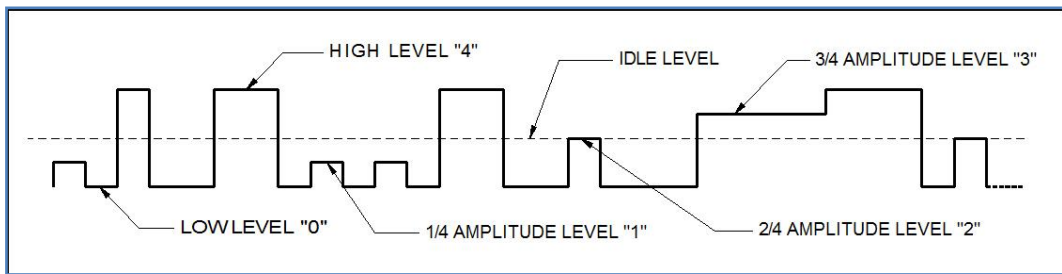 HIGH LEVEL "4"
IDLE LEVEL
3/4 AMPLITUDE LEVEL "3"
LOW LEVEL "0"
1/4 AMPLITUDE LEVEL "1"
2/4 AMPLITUDE LEVEL "2"